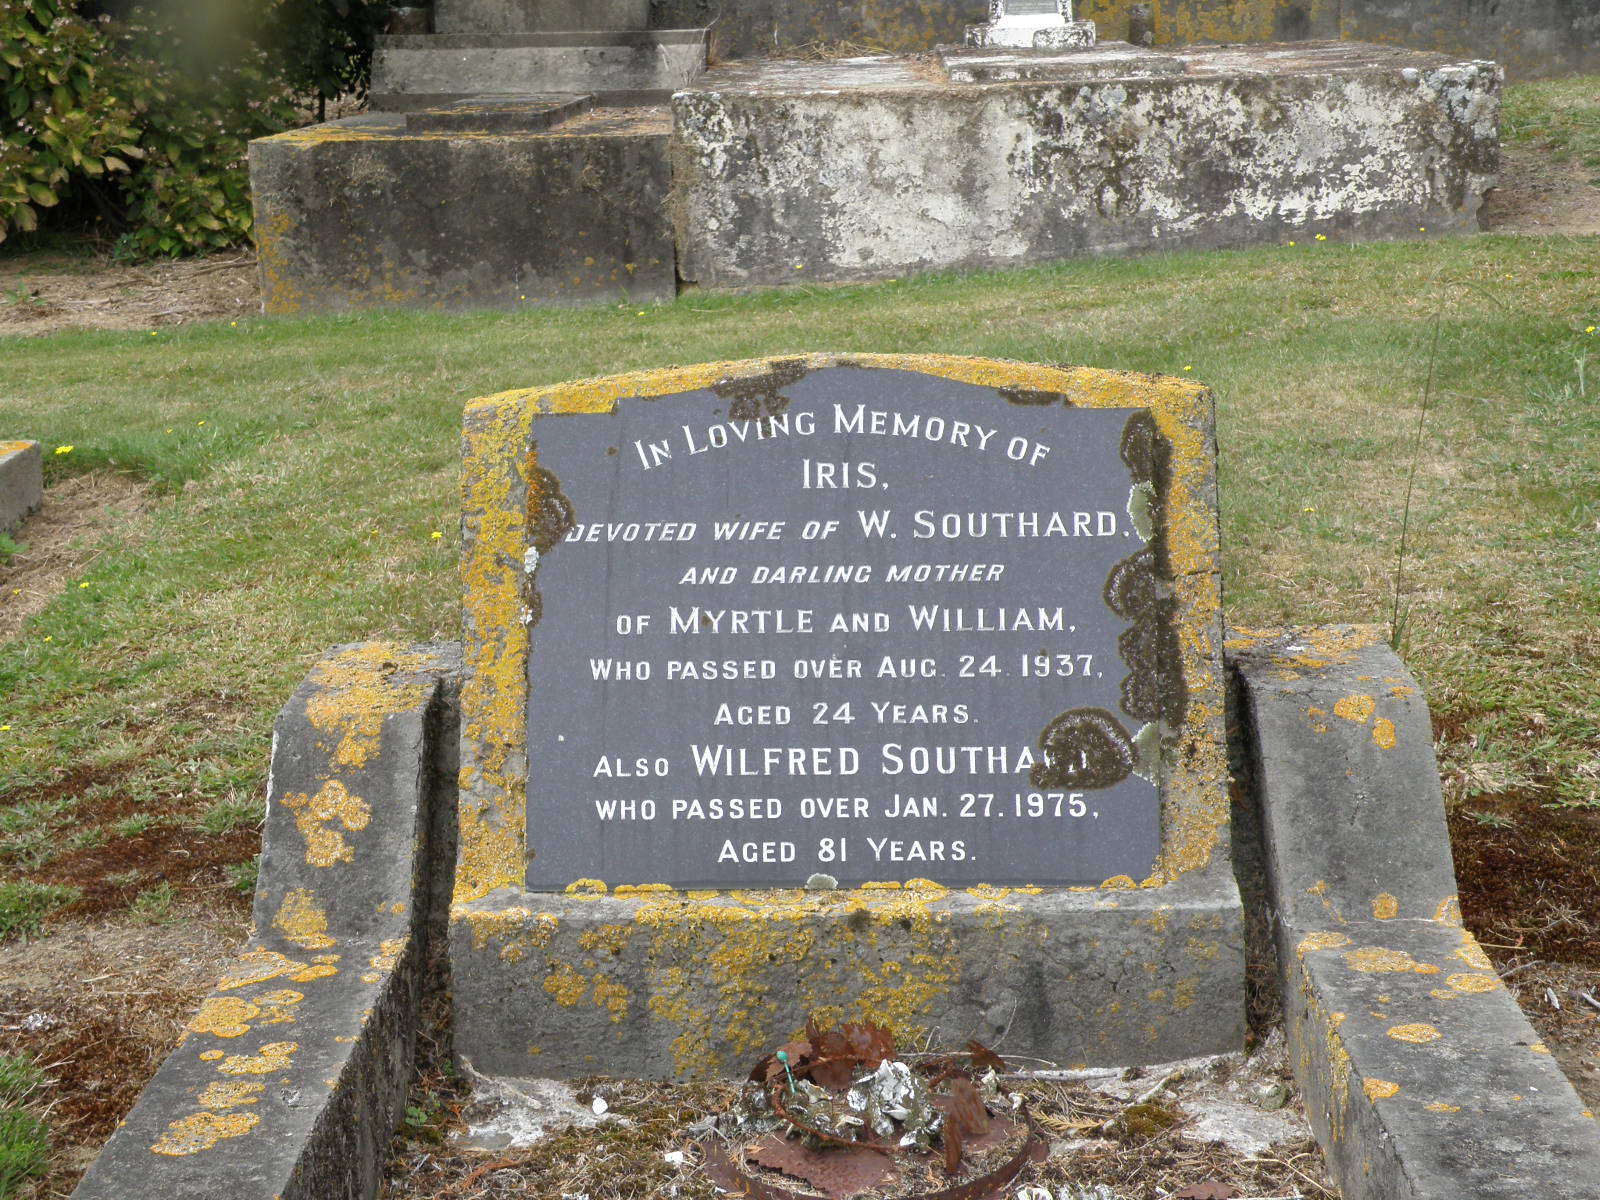 IN LOVING MEMORY OF
IRIS,
DEVOTED WIFE OF W. SOUTHARD.
AND DARLING MOTHER
OF MYRTLE AND WILLIAM,
WHO PASSED OVER AUG. 24. 1937,
AGED 24 YEARS.
ALSO WILFRED SOUTHARD
WHO PASSED OVER JAN. 27. 1975,
AGED 81 YEARS.